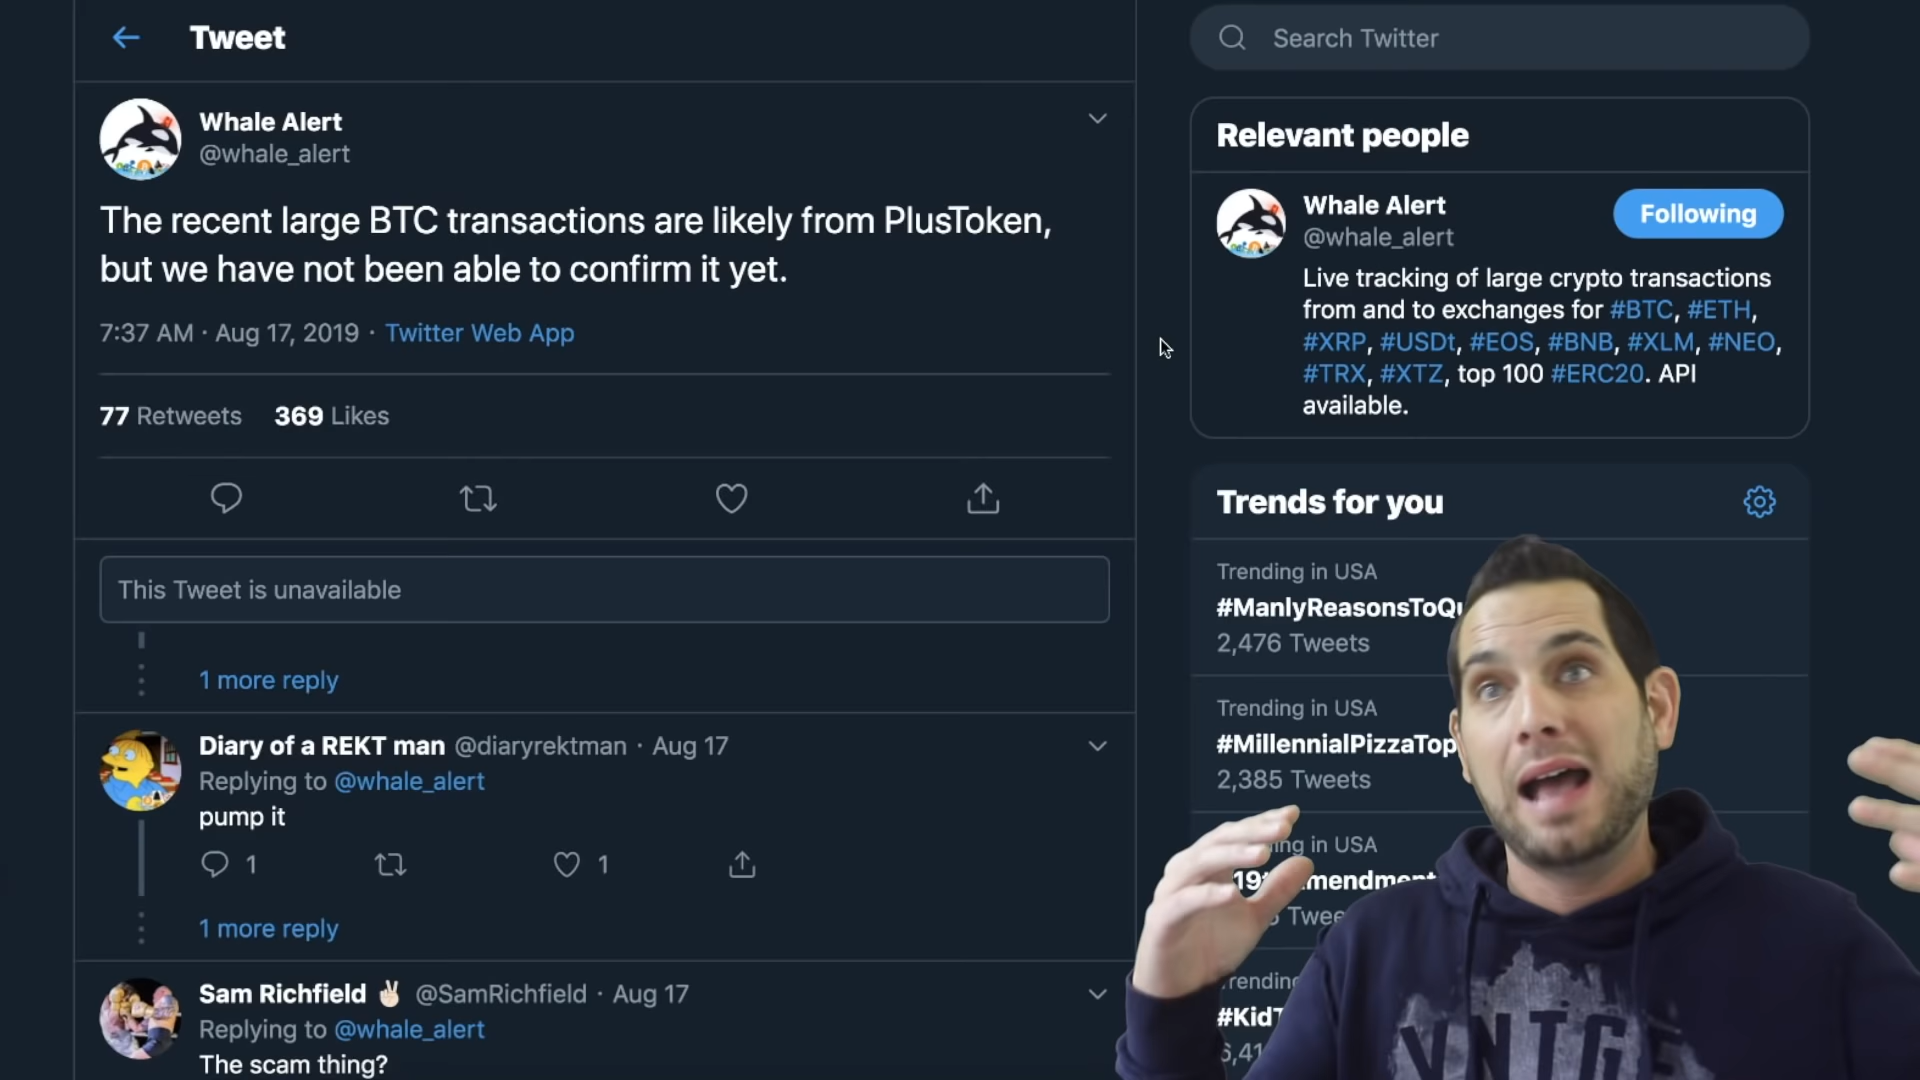 Tweet
Search Twitter
Whale Alert
@whale_alert
The recent large BTC transactions are likely from PlusToken,
but we have not been able to confirm it yet.
7:37 AM · Aug 17, 2019 · Twitter Web App
77 Retweets 369 Likes
This Tweet is unavailable
1 more reply
Diary of a REKT man @diaryrektman · Aug 17
Replying to @whale_alert
pump it
1 1
1 more reply
Sam Richfield ✌🏻 @SamRichfield · Aug 17
Replying to @whale_alert
The scam thing?
Relevant people
Whale Alert
@whale_alert
Following
Live tracking of large crypto transactions
from and to exchanges for #BTC, #ETH,
#XRP, #USDt, #EOS, #BNB, #XLM, #NEO,
#TRX, #XTZ, top 100 #ERC20. API
available.
Trends for you
Trending in USA
#ManlyReasonsToQu
2,476 Tweets
Trending in USA
#MillennialPizzaTop
2,385 Tweets
in USA